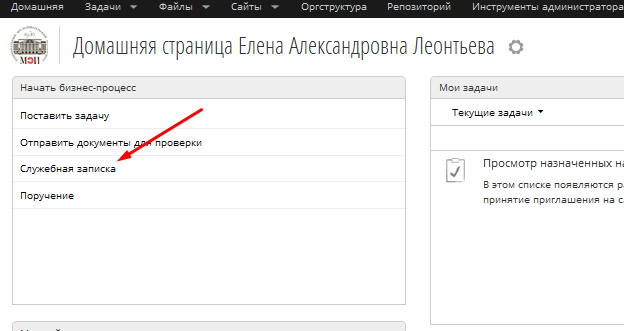 Домашняя Задачи Файлы Сайты Оргструктура Репозиторий Инструменты администратора
МЭИ
Домашняя страница Елена Александровна Леонтьева
Начать бизнес-процесс
Поставить задачу
Отправить документы для проверки
Служебная записка
Поручение
Мои задачи
Текущие задачи
Просмотр назначенных
В этом списке появляются
принятие приглашения на